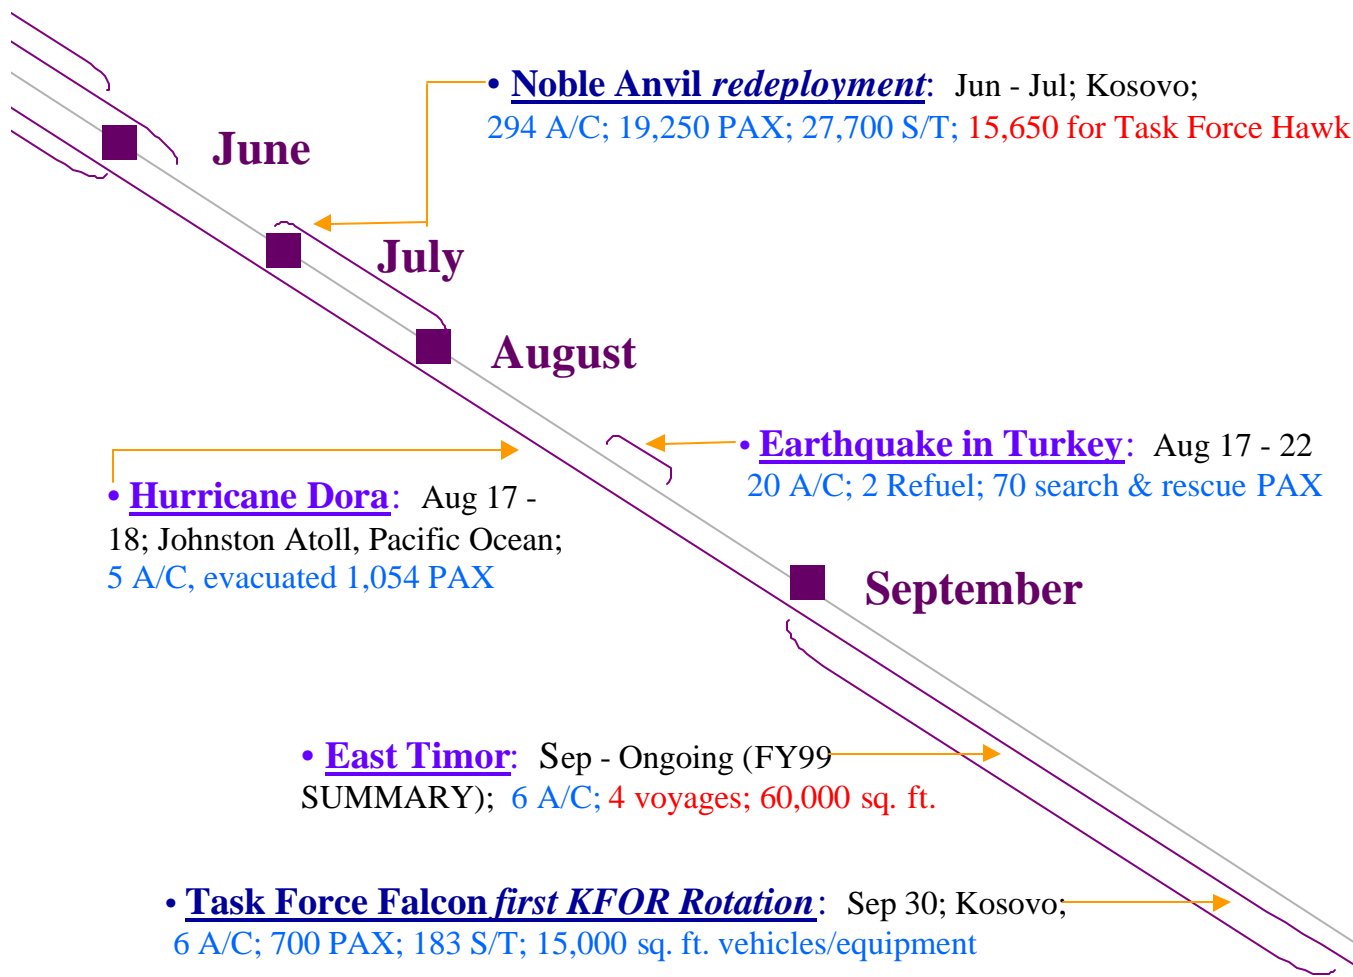 • Noble Anvil redeployment: Jun - Jul; Kosovo;
294 A/C; 19,250 PAX; 27,700 S/T; 15,650 for Task Force Hawk
June
July
August
• Earthquake in Turkey: Aug 17 - 22
20 A/C; 2 Refuel; 70 search & rescue PAX
• Hurricane Dora: Aug 17 -
18; Johnston Atoll, Pacific Ocean;
5 A/C, evacuated 1,054 PAX
September
• East Timor: Sep - Ongoing (FY99
SUMMARY); 6 A/C; 4 voyages; 60,000 sq. ft.
• Task Force Falcon first KFOR Rotation: Sep 30; Kosovo;
6 A/C; 700 PAX; 183 S/T; 15,000 sq. ft. vehicles/equipment